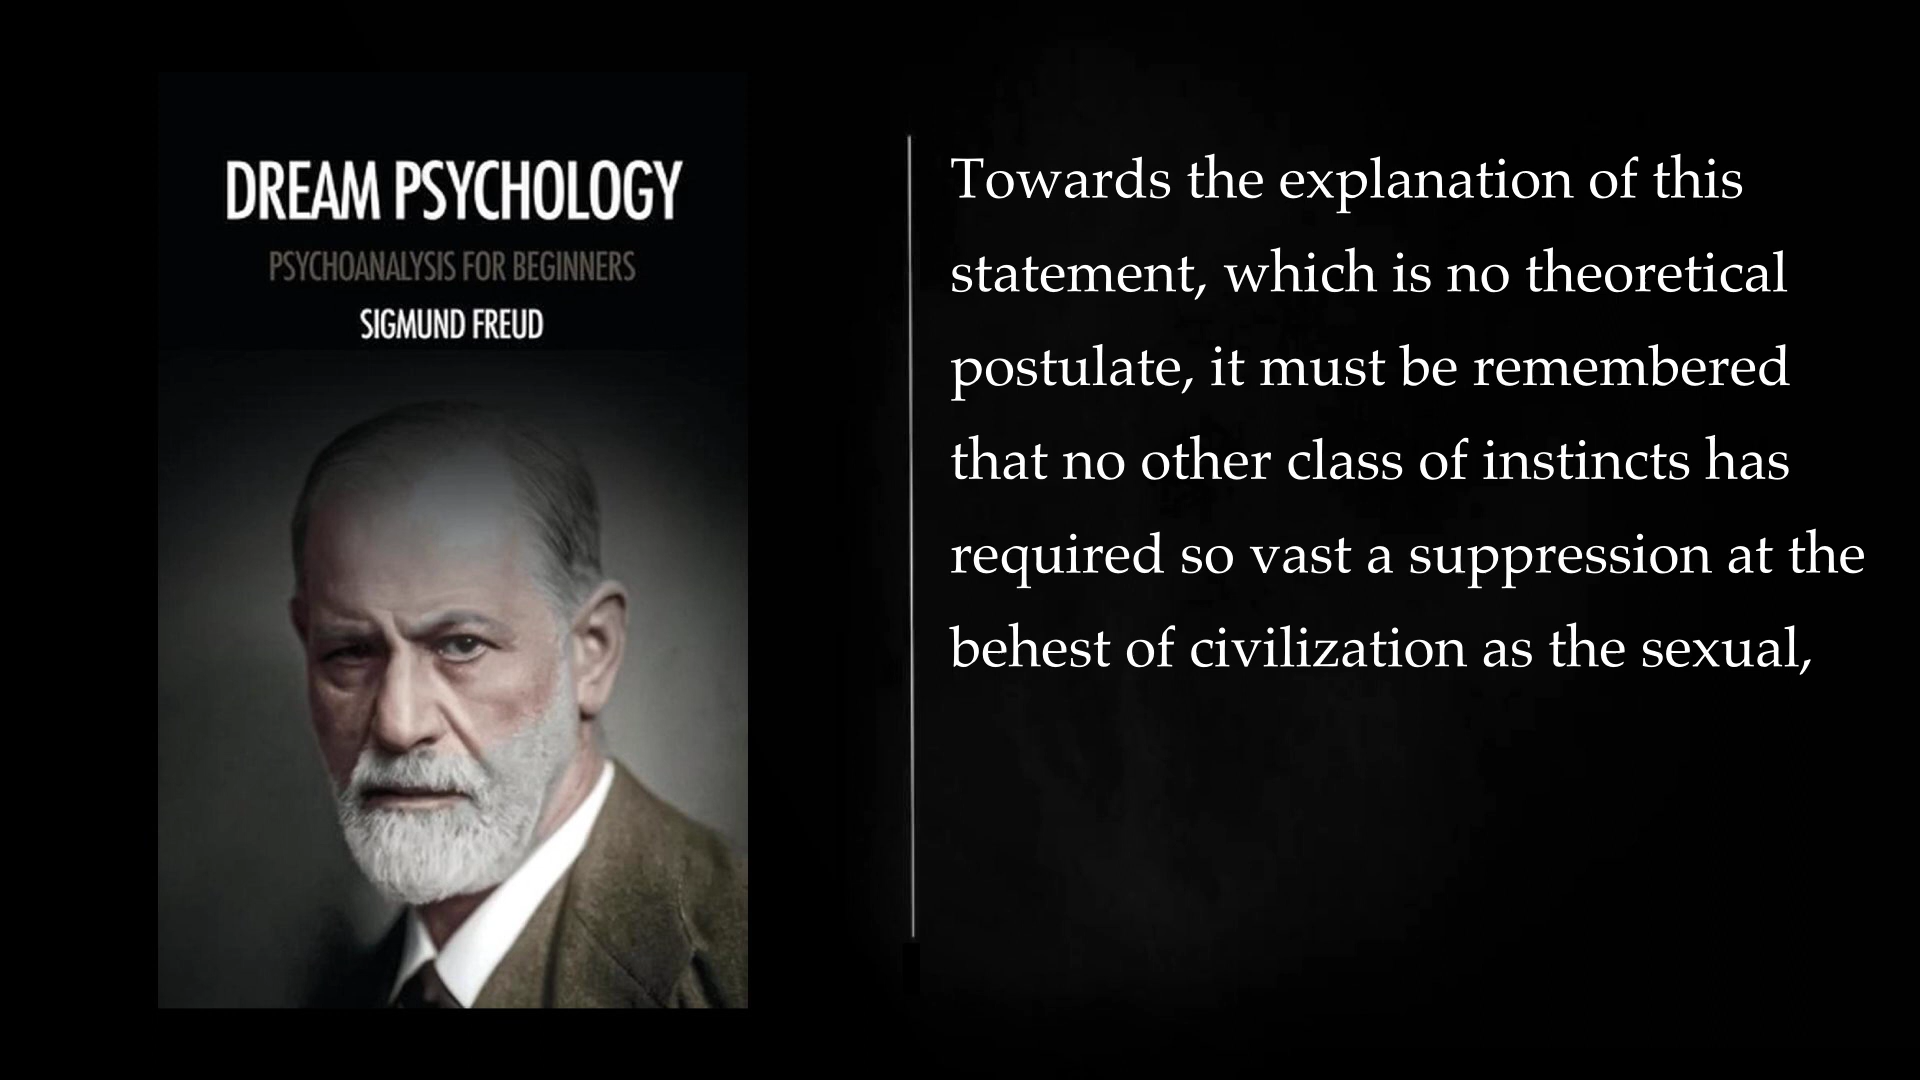 DREAM PSYCHOLOGY
PSYCHOANALYSIS FOR BEGINNERS
SIGMUND FREUD
Towards the explanation of this
statement, which is no theoretical
postulate, it must be remembered
that no other class of instincts has
required so vast a suppression at the
behest of civilization as the sexual,